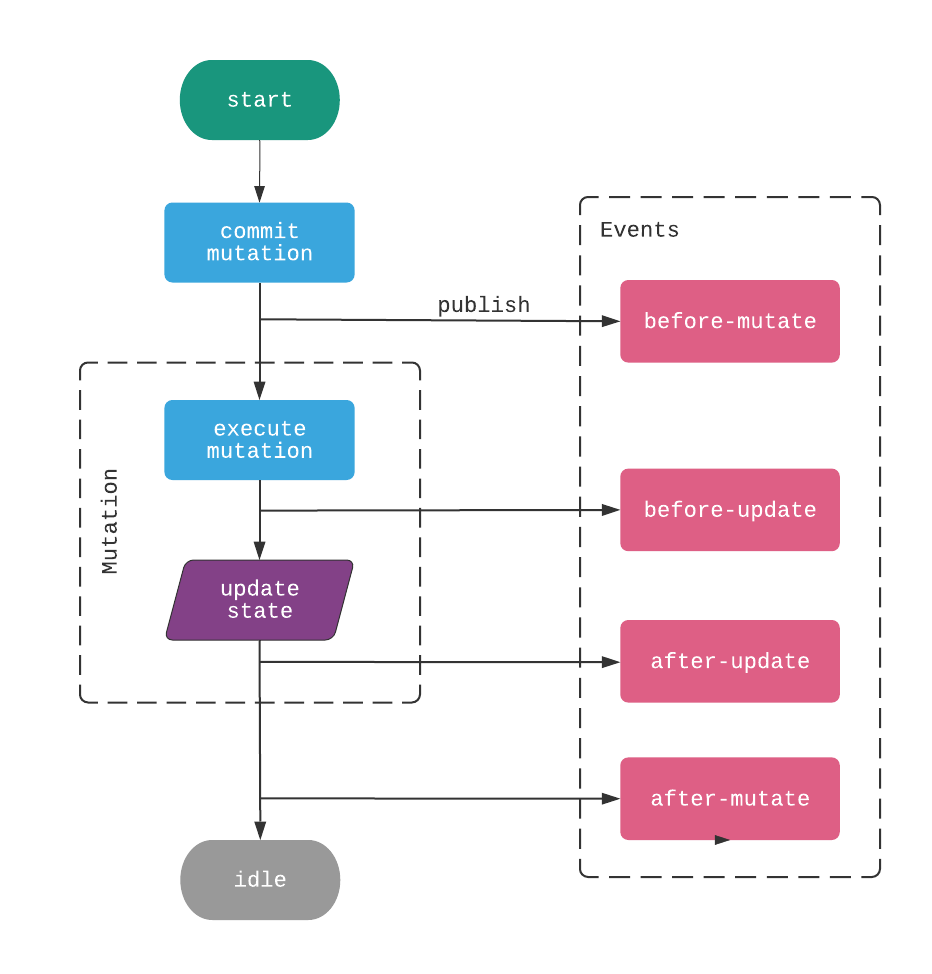 start
commit
mutation
Events
publish
before-mutate
execute
mutation
Mutation
before-update
update
state
after-update
after-mutate
idle